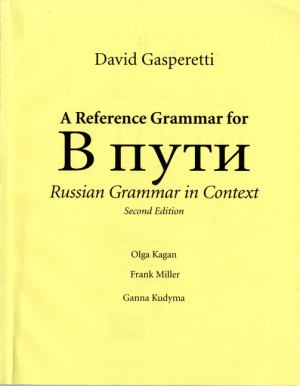 David Gasperetti
A Reference Grammar for
В пути
Russian Grammar in Context
Second Edition
Olga Kagan
Frank Miller
Ganna Kudyma